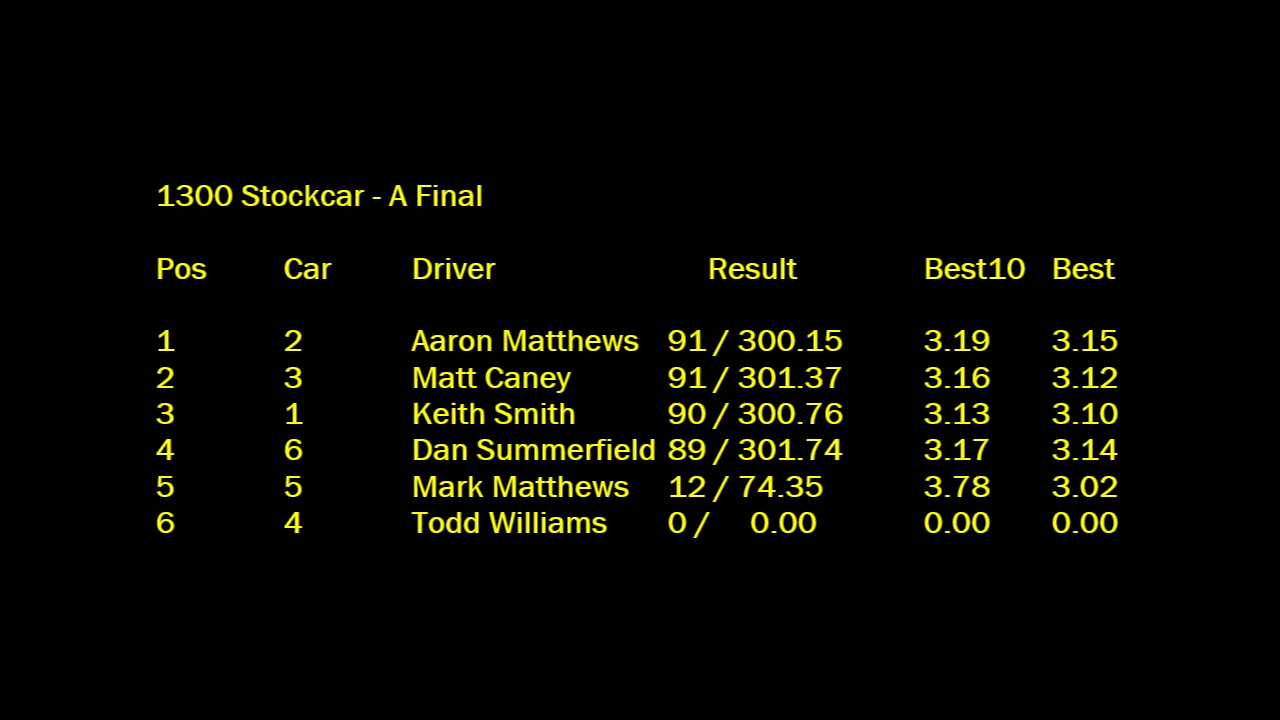 1300 Stockcar - A Final
Pos Car Driver Result Best10 Best
1 2 Aaron Matthews 91 / 300.15 3.19 3.15
2 3 Matt Caney 91 / 301.37 3.16 3.12
3 1 Keith Smith 90 / 300.76 3.13 3.10
4 6 Dan Summerfield 89 / 301.74 3.17 3.14
5 5 Mark Matthews 12 / 74.35 3.78 3.02
6 4 Todd Williams 0 / 0.00 0.00 0.00